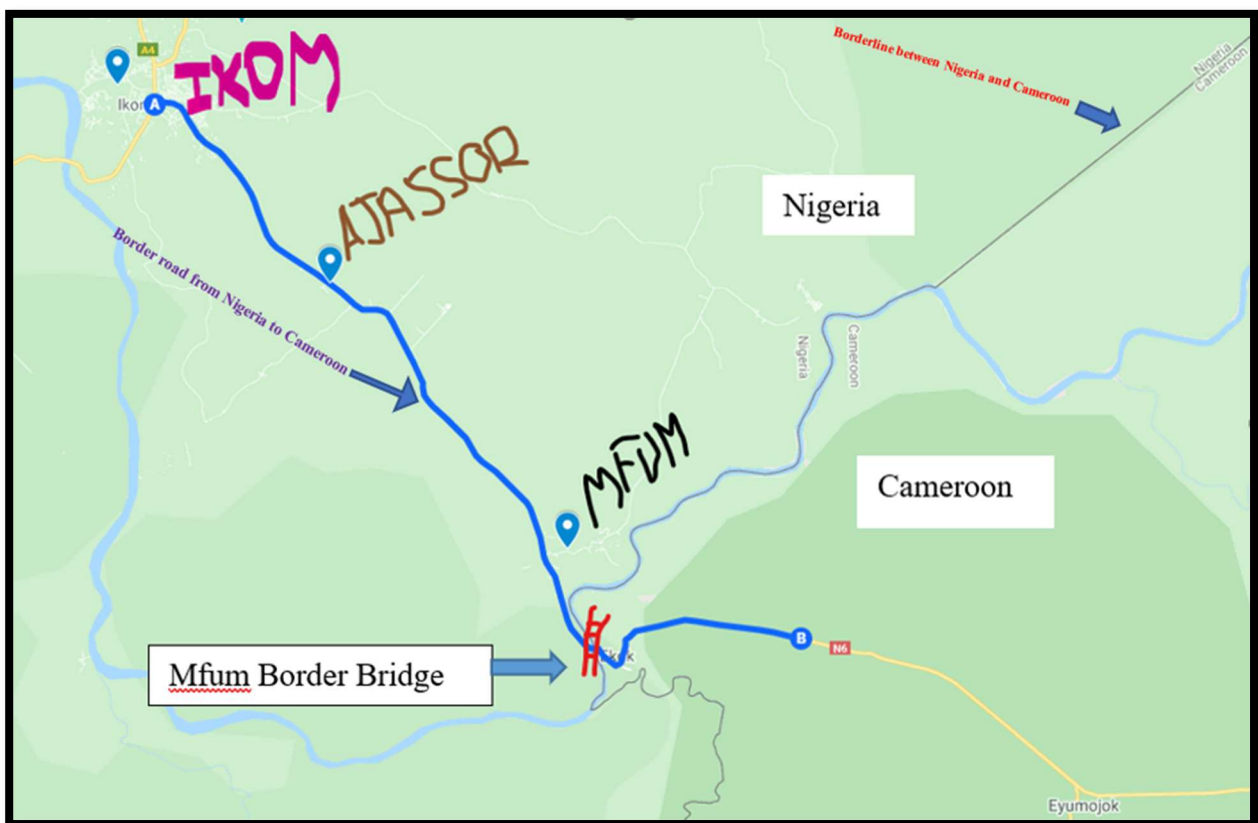 Borderline between Nigeria and Cameroon
Nigeria
Cameroon
A4
IKOM
Ikom
A
AJASSOR
Nigeria
Border road from Nigeria to Cameroon
Nigeria
Cameroon
MFUM
Cameroon
Mfum Border Bridge
B
N6
Eyumojok